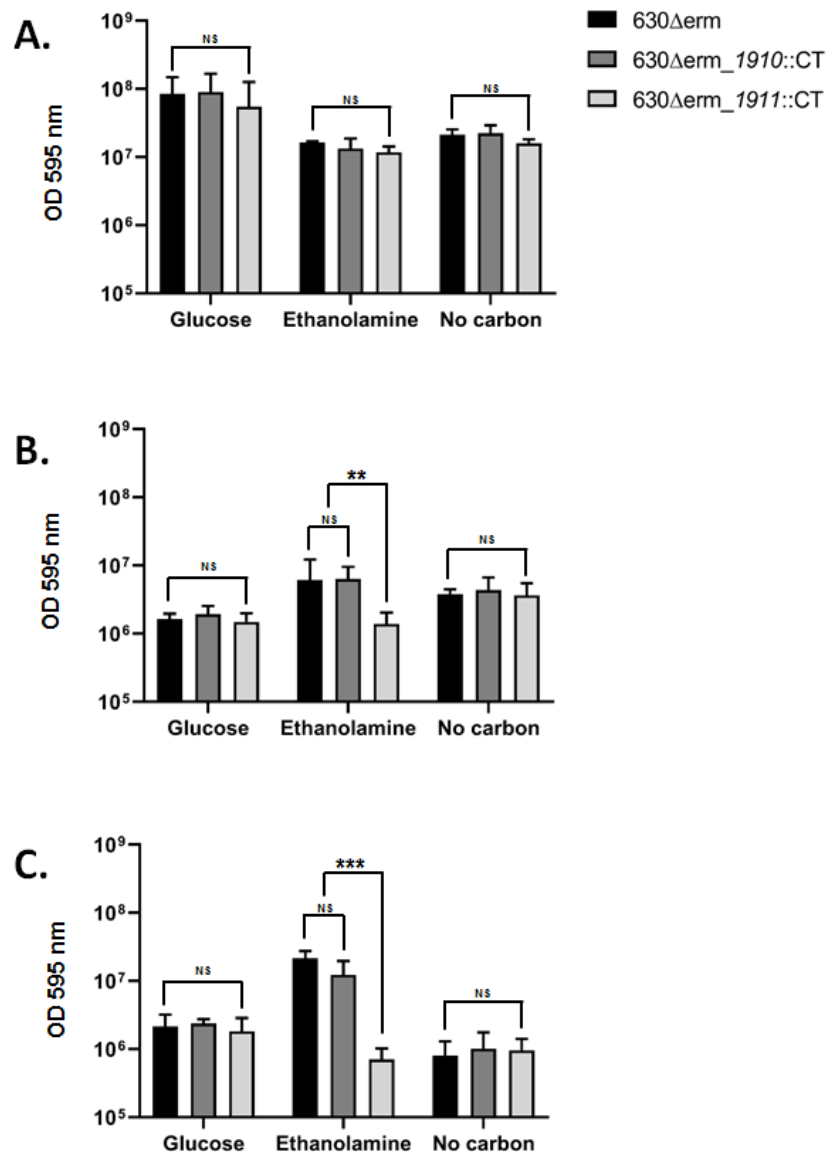 A.
OD 595 nm
10⁹
10⁸
10⁷
10⁶
10⁵
NS
NS
NS
Glucose
Ethanolamine
No carbon
630Δerm
630Δerm_1910::CT
630Δerm_1911::CT
B.
OD 595 nm
10⁹
10⁸
10⁷
10⁶
10⁵
NS
NS
**
NS
Glucose
Ethanolamine
No carbon
C.
OD 595 nm
10⁹
10⁸
10⁷
10⁶
10⁵
NS
NS
***
NS
Glucose
Ethanolamine
No carbon